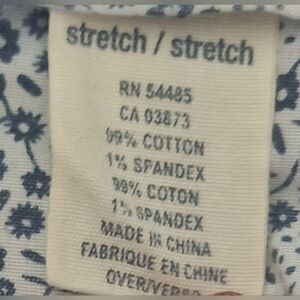 stretch / stretch
RN 54485
CA 03873
99% COTTON
1% SPANDEX
99% COTON
1% SPANDEX
MADE IN CHINA
FABRIQUE EN CHINE
OVER/VERSO